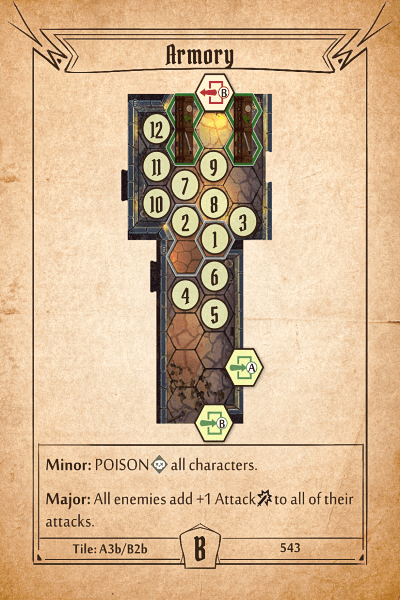 Armory
B
12
11
9
7
10
8
2
3
1
6
4
5
A
B
Minor: POISON all characters.
Major: All enemies add +1 Attack to all of their
attacks.
Tile: A3b/B2b
B
543